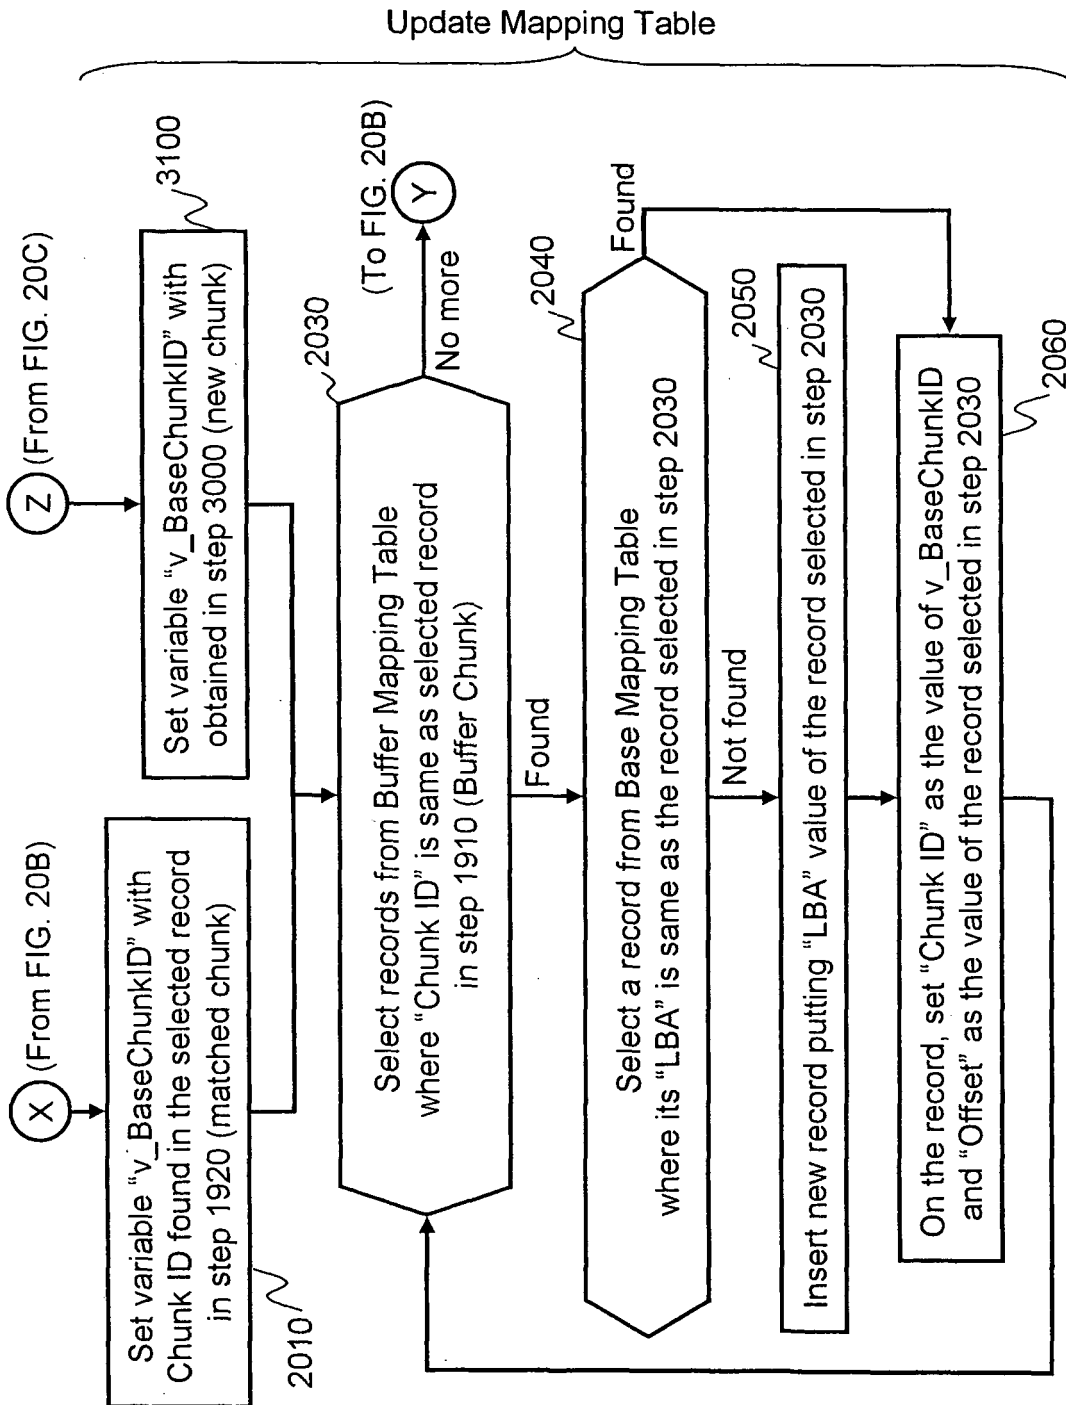 Update Mapping Table
X
(From FIG. 20B)
Z
(From FIG. 20C)
Set variable “v_BaseChunkID” with
Chunk ID found in the selected record
in step 1920 (matched chunk)
2010
Set variable “v_BaseChunkID” with
obtained in step 3000 (new chunk)
3100
Select records from Buffer Mapping Table
where “Chunk ID” is same as selected record
in step 1910 (Buffer Chunk)
2030
No more
(To FIG. 20B)
Y
Found
Select a record from Base Mapping Table
where its “LBA” is same as the record selected in step 2030
2040
Found
Not found
Insert new record putting “LBA” value of the record selected in step 2030
2050
On the record, set “Chunk ID” as the value of v_BaseChunkID
and “Offset” as the value of the record selected in step 2030
2060